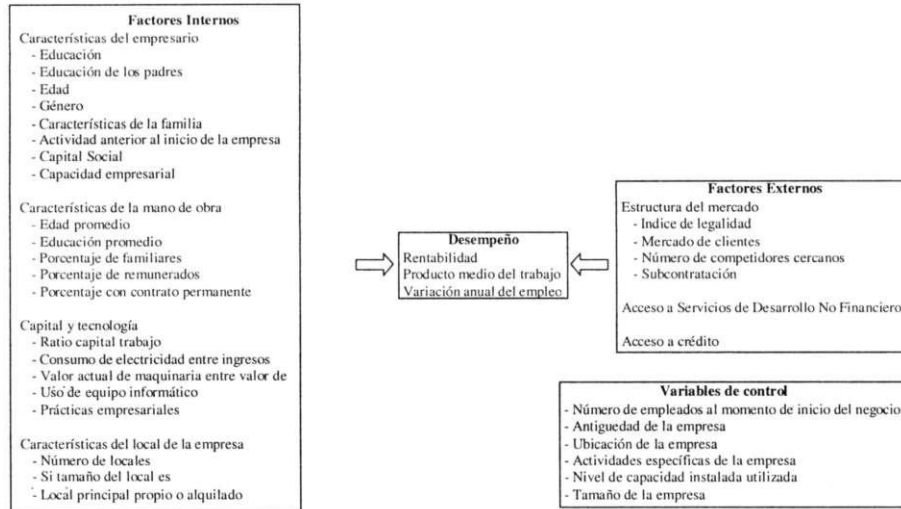 Factores Internos
Características del empresario
- Educación
- Educación de los padres
- Edad
- Género
- Características de la familia
- Actividad anterior al inicio de la empresa
- Capital Social
- Capacidad empresarial
Características de la mano de obra
- Edad promedio
- Educación promedio
- Porcentaje de familiares
- Porcentaje de remunerados
- Porcentaje con contrato permanente
Capital y tecnología
- Ratio capital trabajo
- Consumo de electricidad entre ingresos
- Valor actual de maquinaria entre valor de
- Uso de equipo informático
- Prácticas empresariales
Características del local de la empresa
- Número de locales
- Si tamaño del local es
- Local principal propio o alquilado
Desempeño
Rentabilidad
Producto medio del trabajo
Variación anual del empleo
Factores Externos
Estructura del mercado
- Indice de legalidad
- Mercado de clientes
- Número de competidores cercanos
- Subcontratación
Acceso a Servicios de Desarrollo No Financiero
Acceso a crédito
Variables de control
- Número de empleados al momento de inicio del negocio
- Antiguedad de la empresa
- Ubicación de la empresa
- Actividades específicas de la empresa
- Nivel de capacidad instalada utilizada
- Tamaño de la empresa